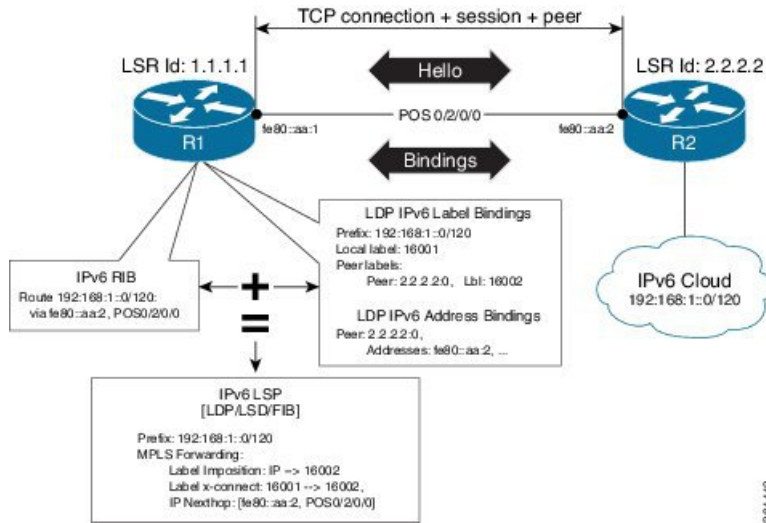 TCP connection + session + peer
LSR Id: 1.1.1.1
LSR Id: 2.2.2.2
Hello
POS 0/2/0/0
fe80::aa:1
fe80::aa:2
R1
R2
Bindings
LDP IPv6 Label Bindings
Prefix: 192:168:1::0/120
Local label: 16001
Peer labels:
Peer: 2.2.2.2:0, Lbl: 16002
LDP IPv6 Address Bindings
Peer: 2.2.2.2:0,
Addresses: fe80::aa:2, ...
IPv6 RIB
Route 192:168:1::0/120:
via fe80::aa:2, POS0/2/0/0
+
=
IPv6 Cloud
192:168:1::0/120
IPv6 LSP
[LDP/LSD/FIB]
Prefix: 192:168:1::0/120
MPLS Forwarding:
Label Imposition: IP --> 16002
Label x-connect: 16001 --> 16002,
IP Nexthop: [fe80::aa:2, POS0/2/0/0]